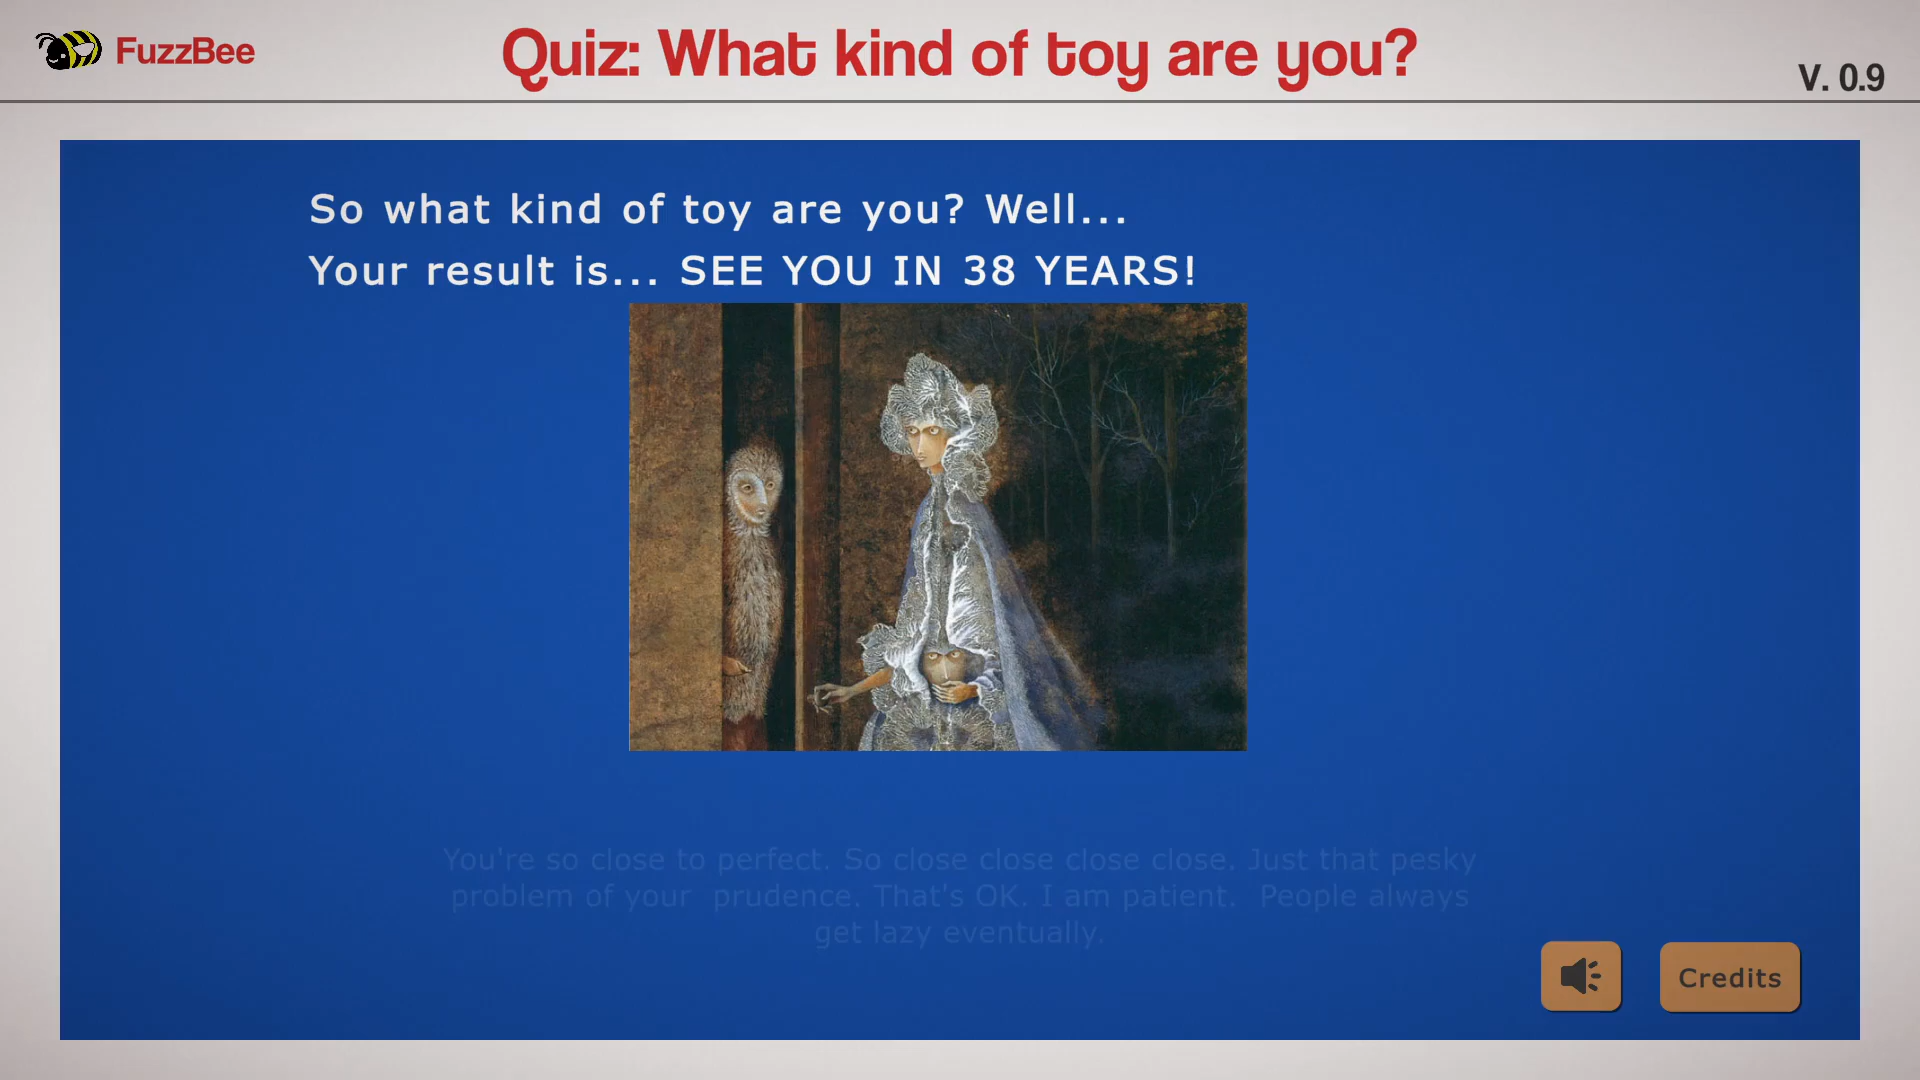 FuzzBee
Quiz: What kind of toy are you?
V. 0.9
So what kind of toy are you? Well...
Your result is... SEE YOU IN 38 YEARS!
You're so close to perfect. So close close close close. Just that pesky
problem of your  prudence. That's OK. I am patient.  People always
get lazy eventually.
Credits